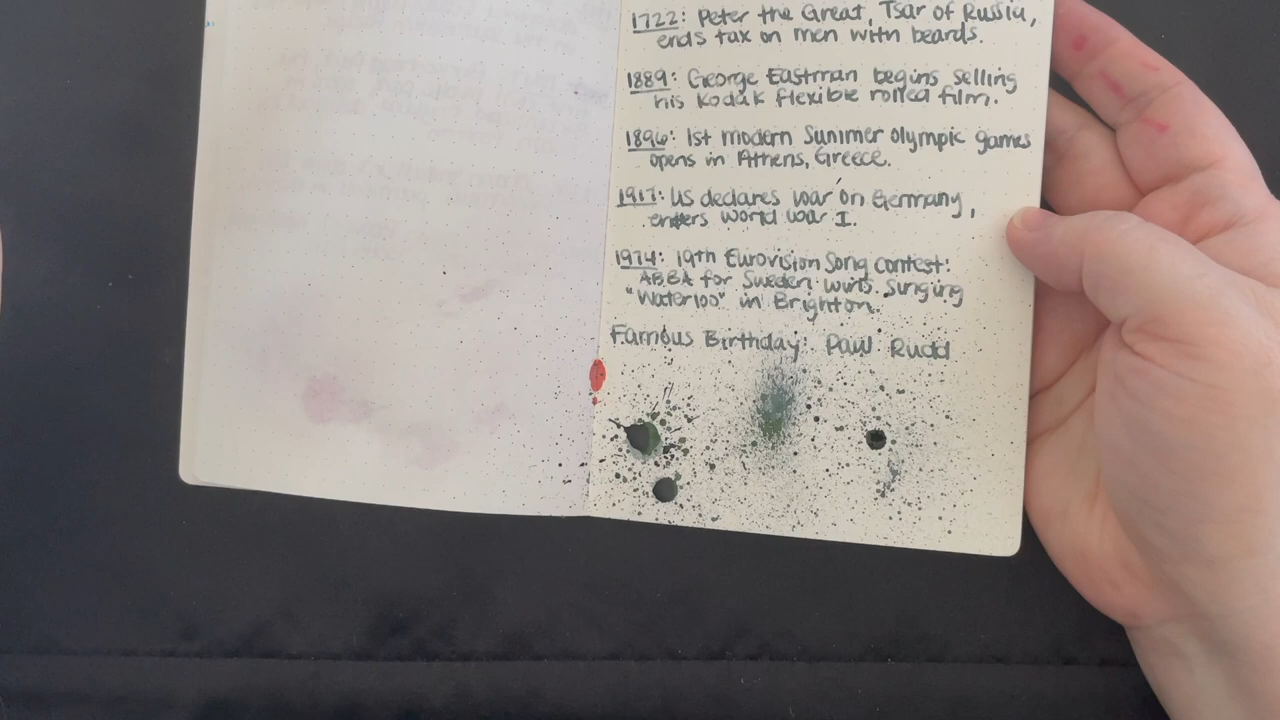 1722: Peter the Great, Tsar of Russia,
ends tax on men with beards.
1889: George Eastman begins selling
his Kodak flexible rolled film.
1896: 1st modern Summer Olympic games
opens in Athens, Greece.
1917: US declares war on Germany,
enters World War I.
1974: 19th Eurovision Song contest:
ABBA for Sweden wins singing
"Waterloo" in Brighton.
Famous Birthday: Paul Rudd